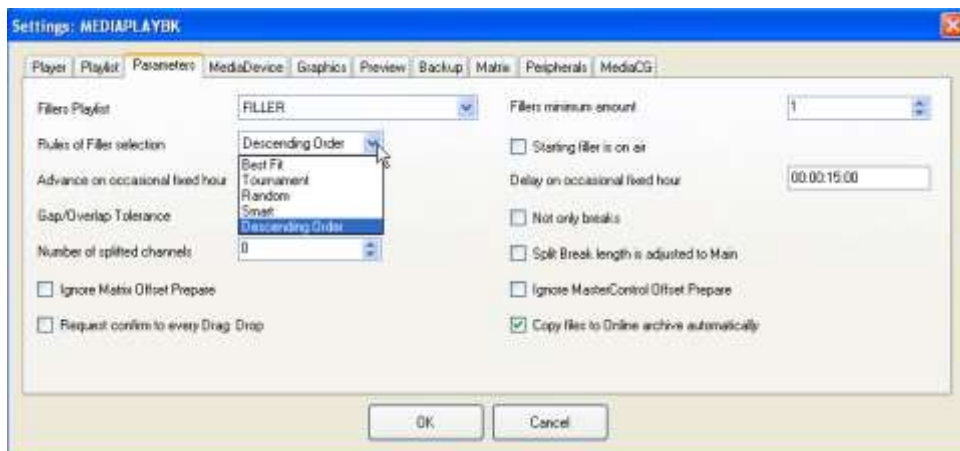 Settings: MEDIAPLAYBK
Player Playlist Parameters MediaDevice Graphics Preview Backup Matrix Peripherals MediaCG
Fillers Playlist FILLER Fillers minimum amount 1
Rules of Filler selection Descending Order Starting filler is on air
Best Fit
Tournament
Advance on occasional fixed hour Delay on occasional fixed hour 00:00:15:00
Random
Smart
Gap/Overlap Tolerance Not only breaks
Descending Order
Number of splitted channels 0 Split Break length is adjusted to Main
Ignore Matrix Offset Prepare Ignore MasterControl Offset Prepare
Request confirm to every Drag Drop Copy files to Online archive automatically
OK Cancel